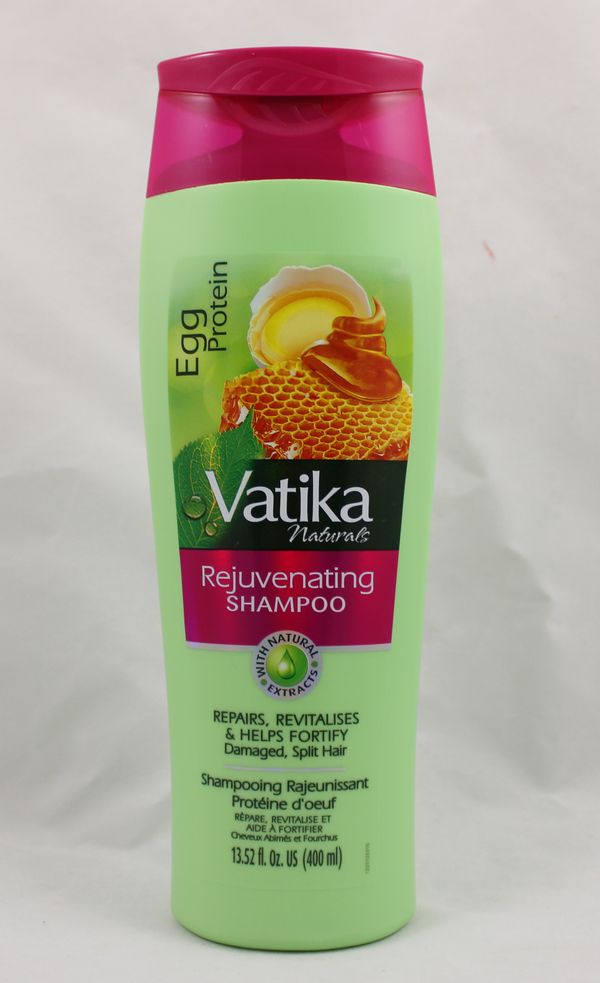 Egg
Protein
Vatika
Naturals
Rejuvenating
SHAMPOO
WITH NATURAL
EXTRACTS
REPAIRS, REVITALISES
& HELPS FORTIFY
Damaged, Split Hair
Shampooing Rajeunissant
Protéine d'oeuf
RÉPARE, REVITALISE ET
AIDE À FORTIFIER
Cheveux Abimés et Fourchus
13.52 fl. Oz. US (400 ml)